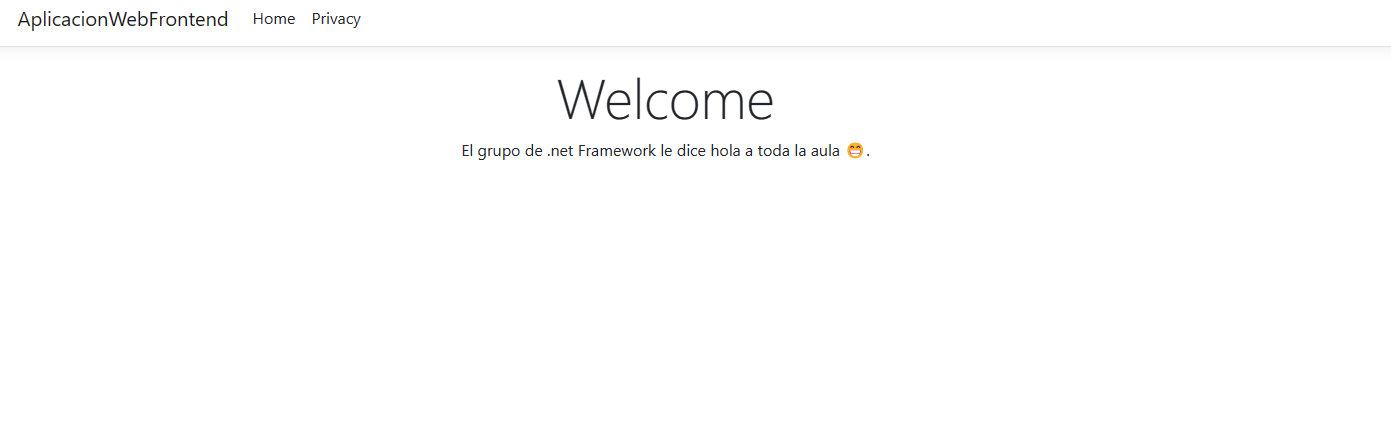 AplicacionWebFrontend Home Privacy
Welcome
El grupo de .net Framework le dice hola a toda la aula 😁.